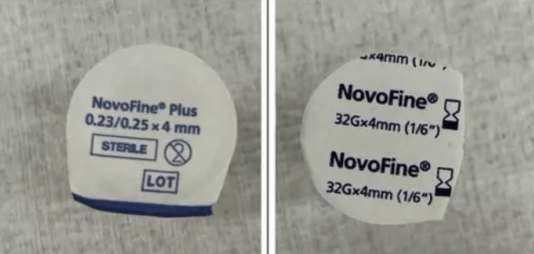 NovoFine® Plus
0.23/0.25 x 4 mm
STERILE
LOT
NovoFine®
32Gx4mm (1/6")
NovoFine®
32Gx4mm (1/6")